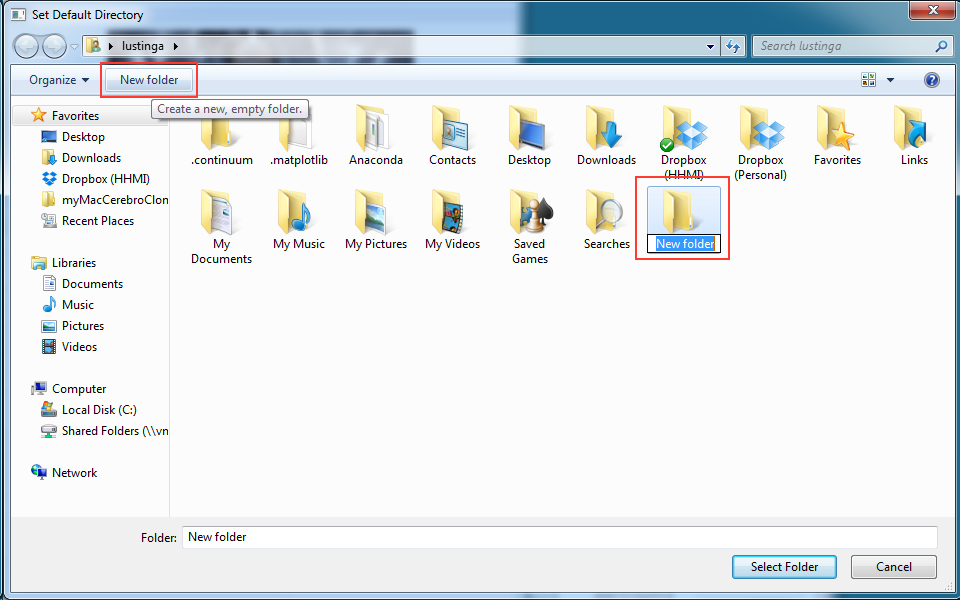 Set Default Directory
lustinga
Search lustinga
Organize
New folder
Create a new, empty folder.
Favorites
Desktop
Downloads
Dropbox (HHMI)
myMacCerebroClon
Recent Places
Libraries
Documents
Music
Pictures
Videos
Computer
Local Disk (C:)
Shared Folders (\\vn
Network
.continuum
.matplotlib
Anaconda
Contacts
Desktop
Downloads
Dropbox
(HHMI)
Dropbox
(Personal)
Favorites
Links
My
Documents
My Music
My Pictures
My Videos
Saved
Games
Searches
New folder
Folder:
New folder
Select Folder
Cancel